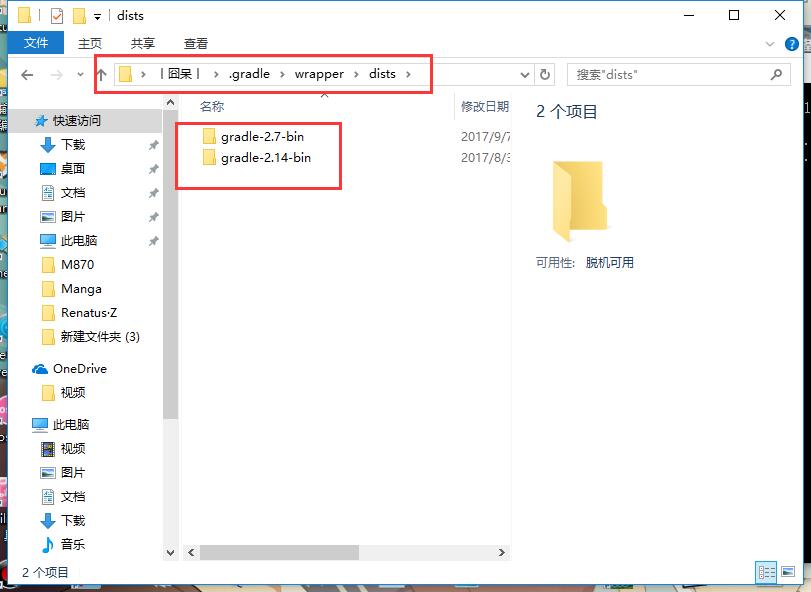 dists
文件 主页 共享 查看
丨囧呆丨 .gradle wrapper dists 搜索"dists"
名称 修改日期
gradle-2.7-bin 2017/9/7
gradle-2.14-bin 2017/8/3
2 个项目
可用性: 脱机可用
快速访问
下载
桌面
文档
图片
此电脑
M870
Manga
Renatus·Z
新建文件夹 (3)
OneDrive
视频
此电脑
视频
图片
文档
下载
音乐
2 个项目